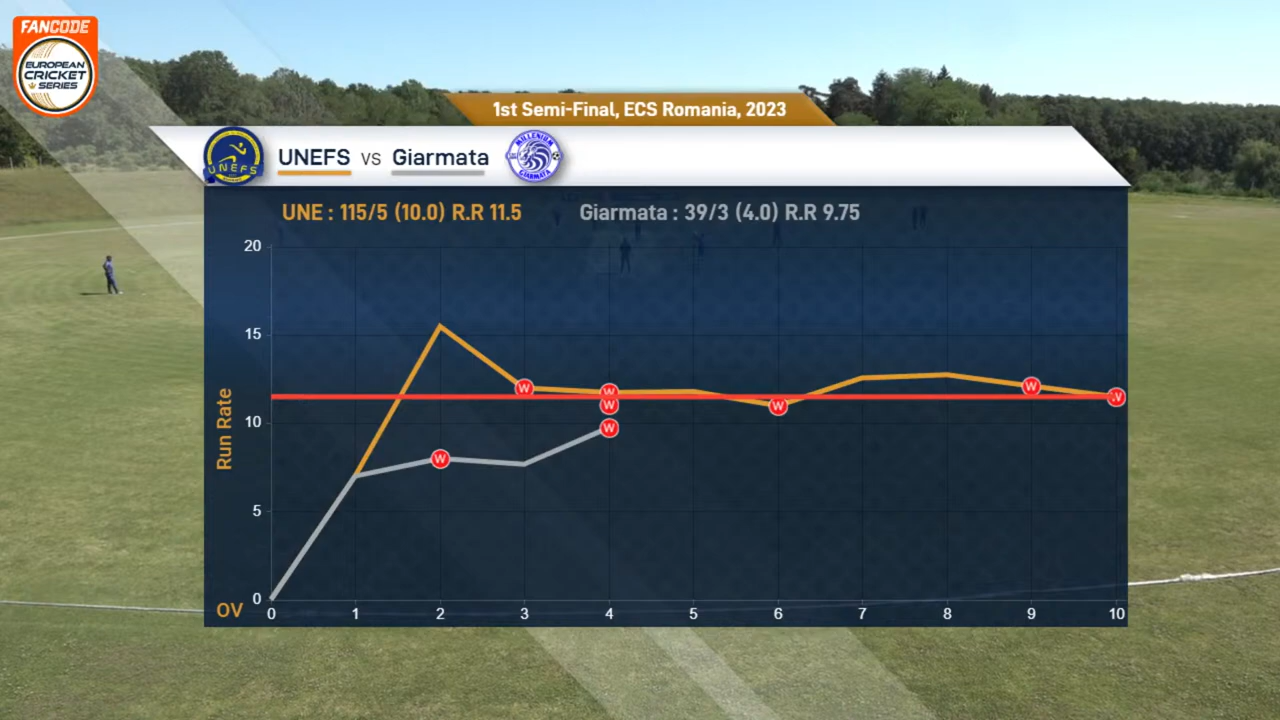 FANCODE
EUROPEAN
CRICKET
SERIES
1st Semi-Final, ECS Romania, 2023
UNEFS
UNEFS vs Giarmata
MILLENIUM
GIARMATA
UNE : 115/5 (10.0) R.R 11.5 Giarmata : 39/3 (4.0) R.R 9.75
20
15
10
5
0
Run Rate
W
W
W
W
W
W
W
W
OV
0 1 2 3 4 5 6 7 8 9 10